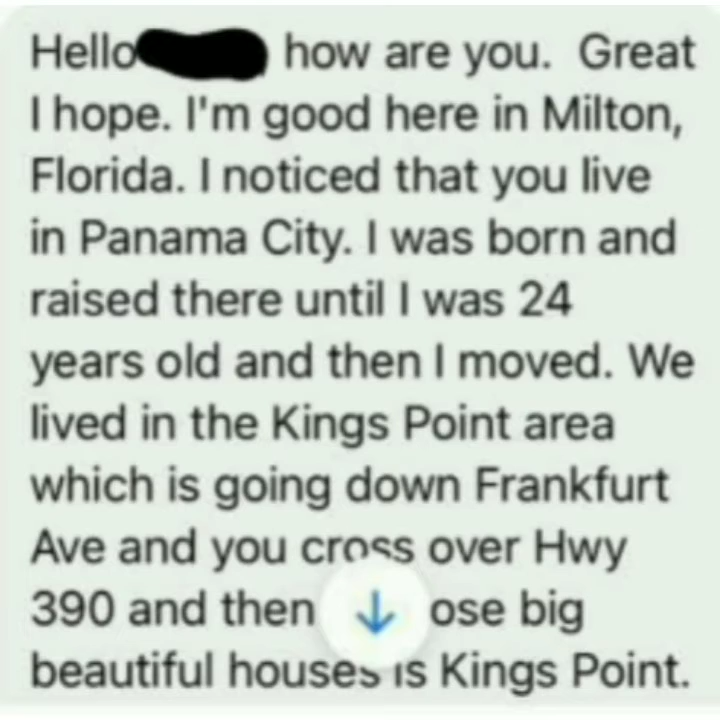 Hello how are you. Great
I hope. I'm good here in Milton,
Florida. I noticed that you live
in Panama City. I was born and
raised there until I was 24
years old and then I moved. We
lived in the Kings Point area
which is going down Frankfurt
Ave and you cross over Hwy
390 and then ose big
beautiful houses is Kings Point.